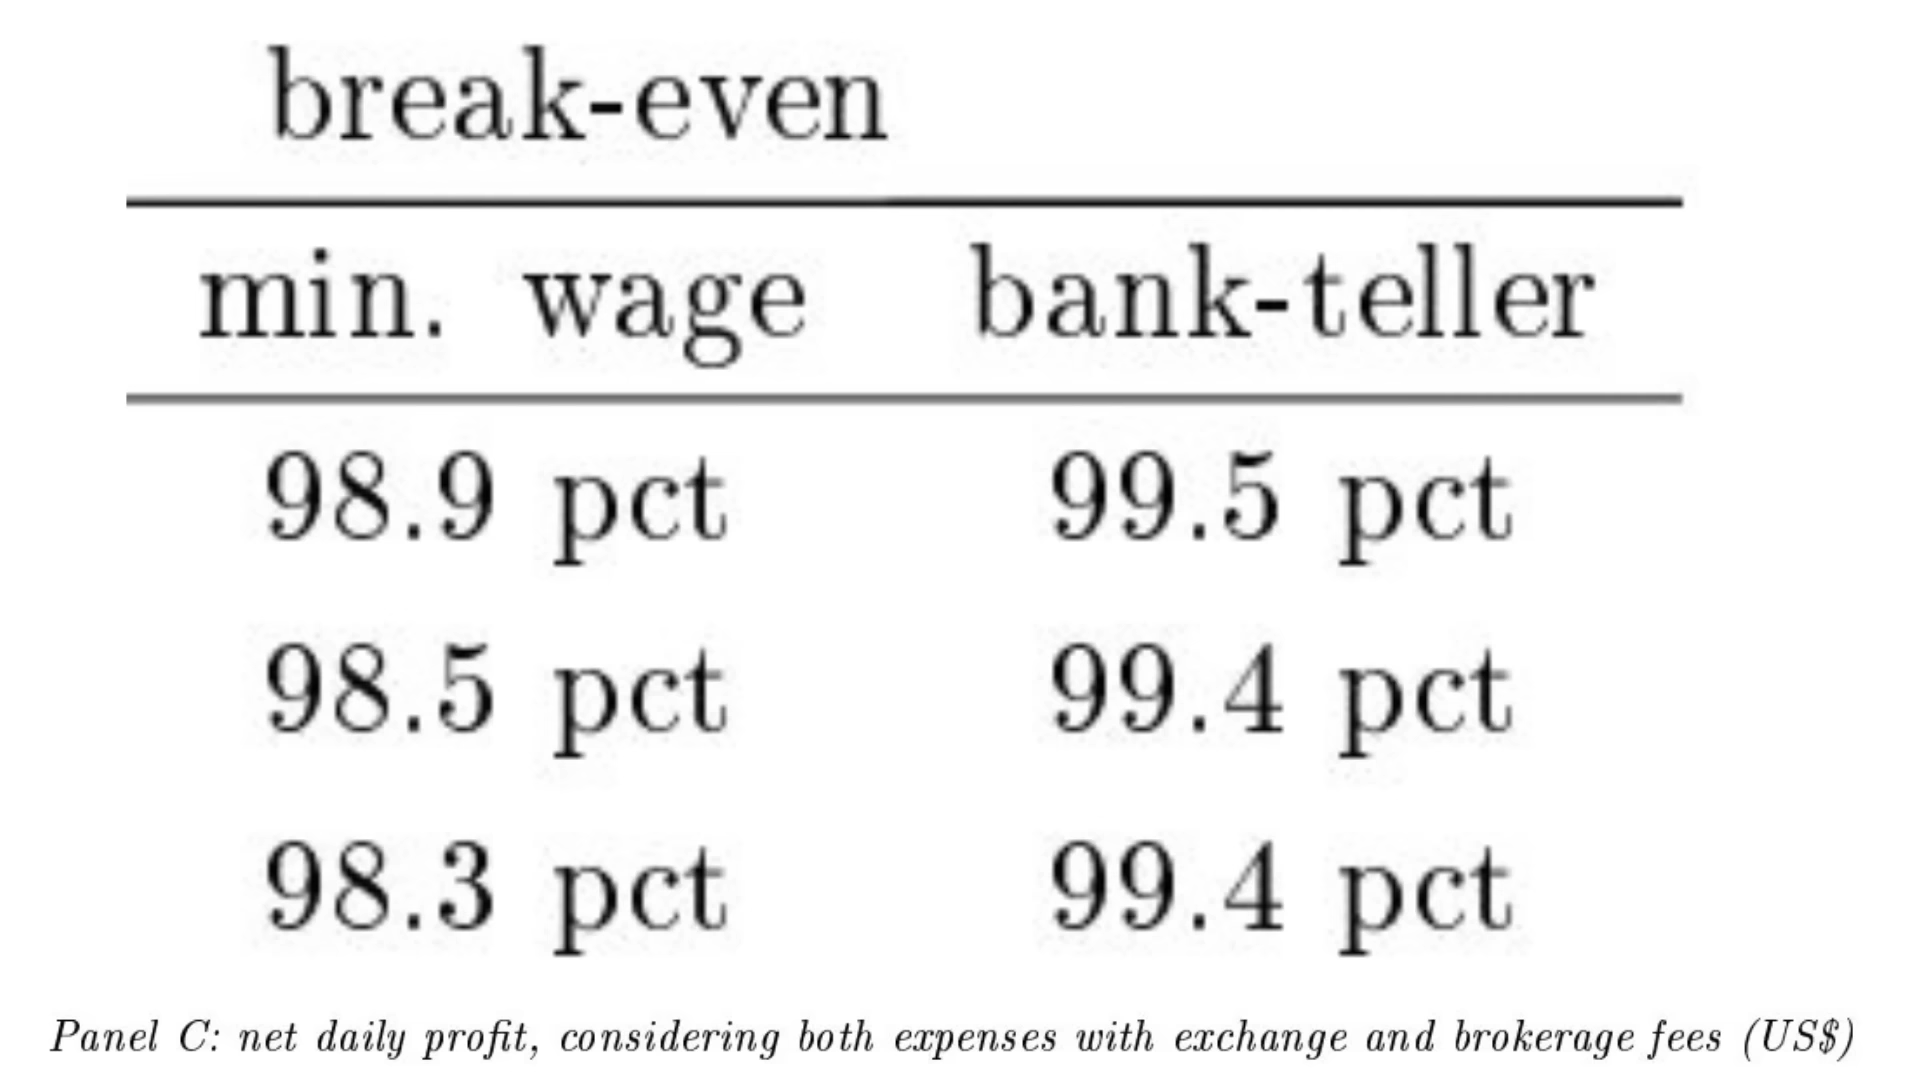 break-even
min. wage bank-teller
98.9 pct 99.5 pct
98.5 pct 99.4 pct
98.3 pct 99.4 pct
Panel C: net daily profit, considering both expenses with exchange and brokerage fees (US$)